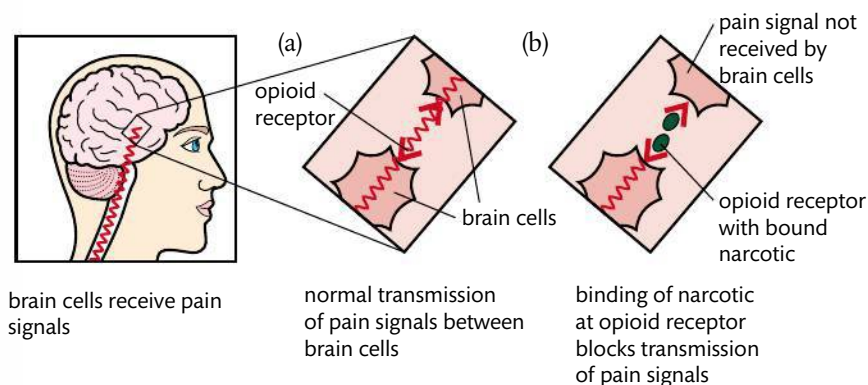 (a)
(b)
pain signal not
received by
brain cells
opioid
receptor
brain cells
opioid receptor
with bound
narcotic
brain cells receive pain
signals
normal transmission
of pain signals between
brain cells
binding of narcotic
at opioid receptor
blocks transmission
of pain signals